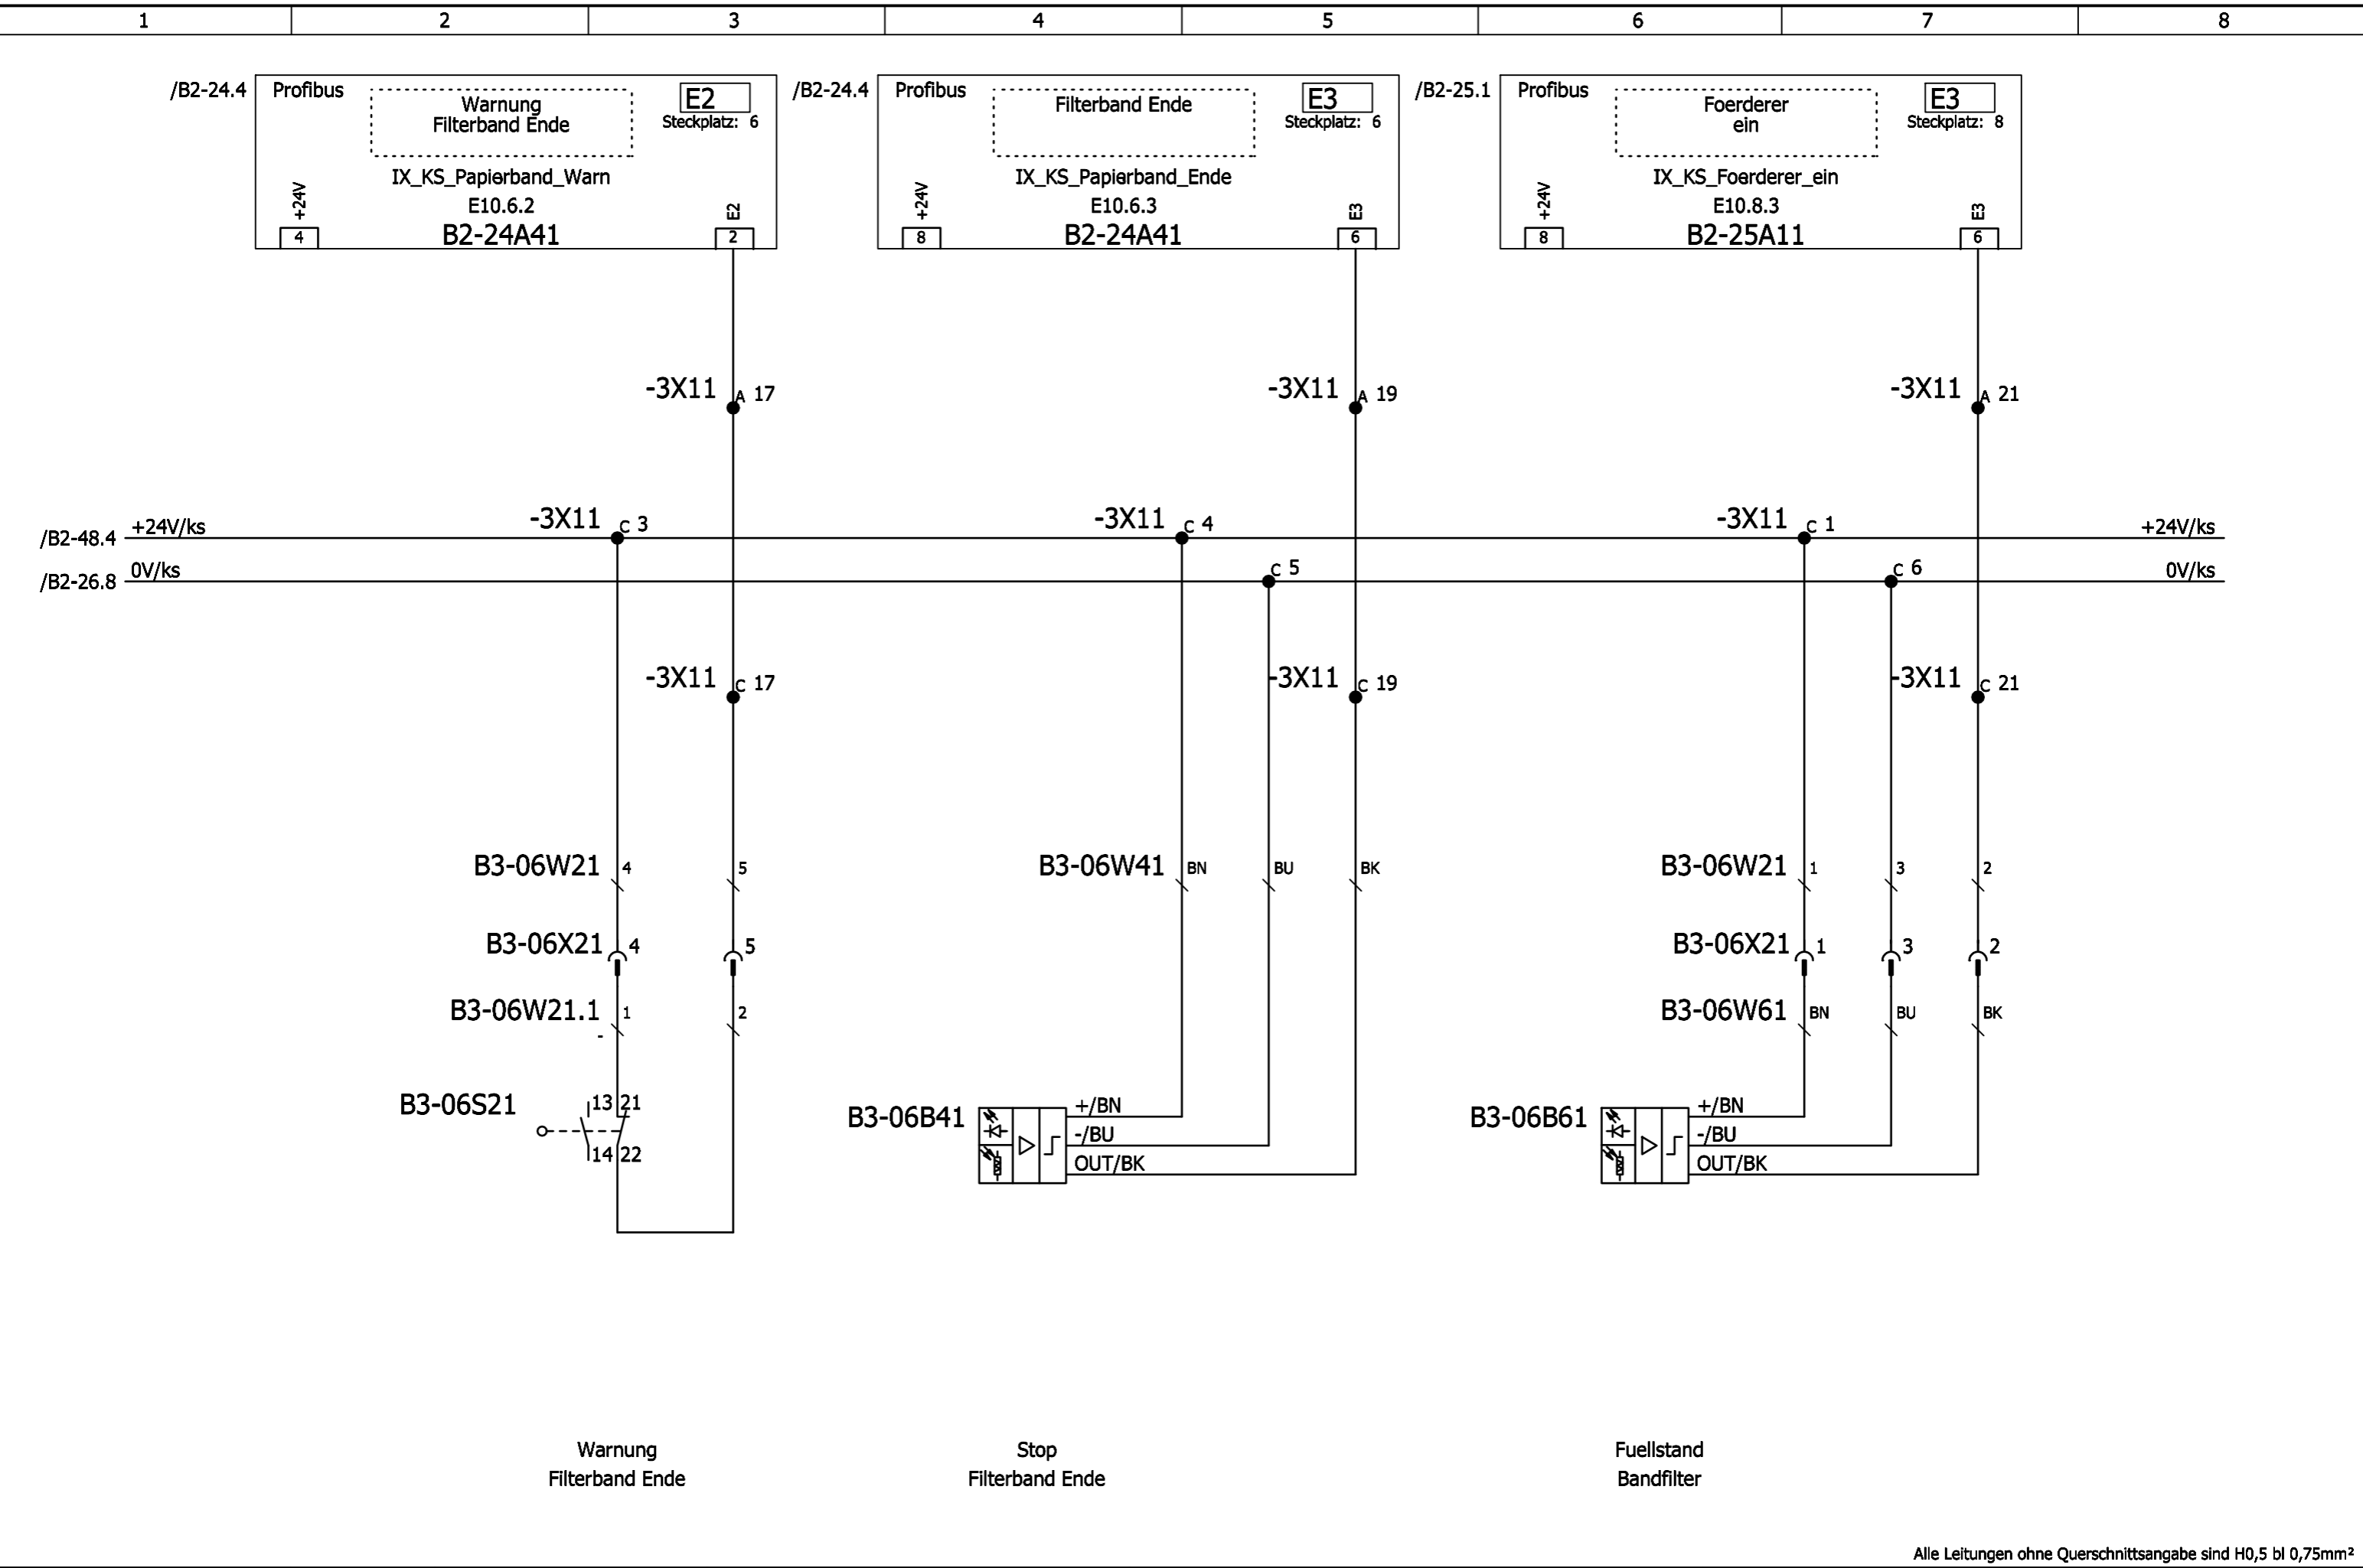 1 2 3 4 5 6 7 8
/B2-24.4 Profibus Warnung E2
Filterband Ende Steckplatz: 6
IX_KS_Papierband_Warn
+24V E10.6.2 E2
4 B2-24A41 2
/B2-24.4 Profibus Filterband Ende E3
Steckplatz: 6
IX_KS_Papierband_Ende
+24V E10.6.3 E3
8 B2-24A41 6
/B2-25.1 Profibus Foerderer E3
ein Steckplatz: 8
IX_KS_Foerderer_ein
+24V E10.8.3 E3
8 B2-25A11 6
-3X11 A 17 -3X11 A 19 -3X11 A 21
/B2-48.4 +24V/ks -3X11 C 3 -3X11 C 4 -3X11 C 1 +24V/ks
/B2-26.8 0V/ks C 5 C 6 0V/ks
-3X11 C 17 -3X11 C 19 -3X11 C 21
B3-06W21 4 5 B3-06W41 BN BU BK B3-06W21 1 3 2
B3-06X21 4 5 B3-06X21 1 3 2
B3-06W21.1 1 2 B3-06W61 BN BU BK
-
B3-06S21 13 21
14 22
B3-06B41 +/BN
-/BU
OUT/BK
B3-06B61 +/BN
-/BU
OUT/BK
Warnung
Filterband Ende
Stop
Filterband Ende
Fuellstand
Bandfilter
Alle Leitungen ohne Querschnittsangabe sind H0,5 bl 0,75mm²